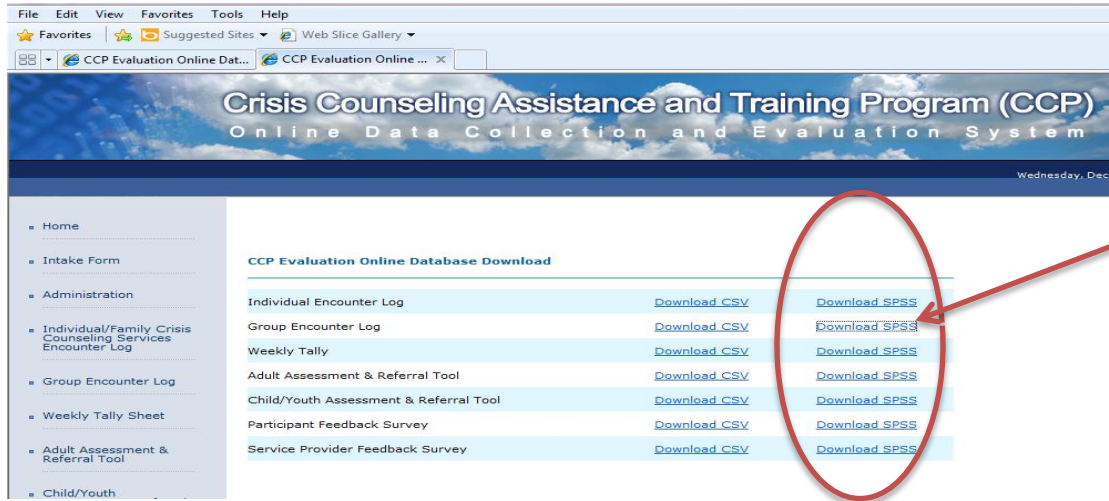 File Edit View Favorites Tools Help
Favorites Suggested Sites Web Slice Gallery
CCP Evaluation Online Dat... CCP Evaluation Online ... X
Crisis Counseling Assistance and Training Program (CCP)
Online Data Collection and Evaluation System
Wednesday, Dec
Home
Intake Form
Administration
Individual/Family Crisis
Counseling Services
Encounter Log
Group Encounter Log
Weekly Tally Sheet
Adult Assessment &
Referral Tool
Child/Youth
CCP Evaluation Online Database Download
Individual Encounter Log Download CSV Download SPSS
Group Encounter Log Download CSV Download SPSS
Weekly Tally Download CSV Download SPSS
Adult Assessment & Referral Tool Download CSV Download SPSS
Child/Youth Assessment & Referral Tool Download CSV Download SPSS
Participant Feedback Survey Download CSV Download SPSS
Service Provider Feedback Survey Download CSV Download SPSS